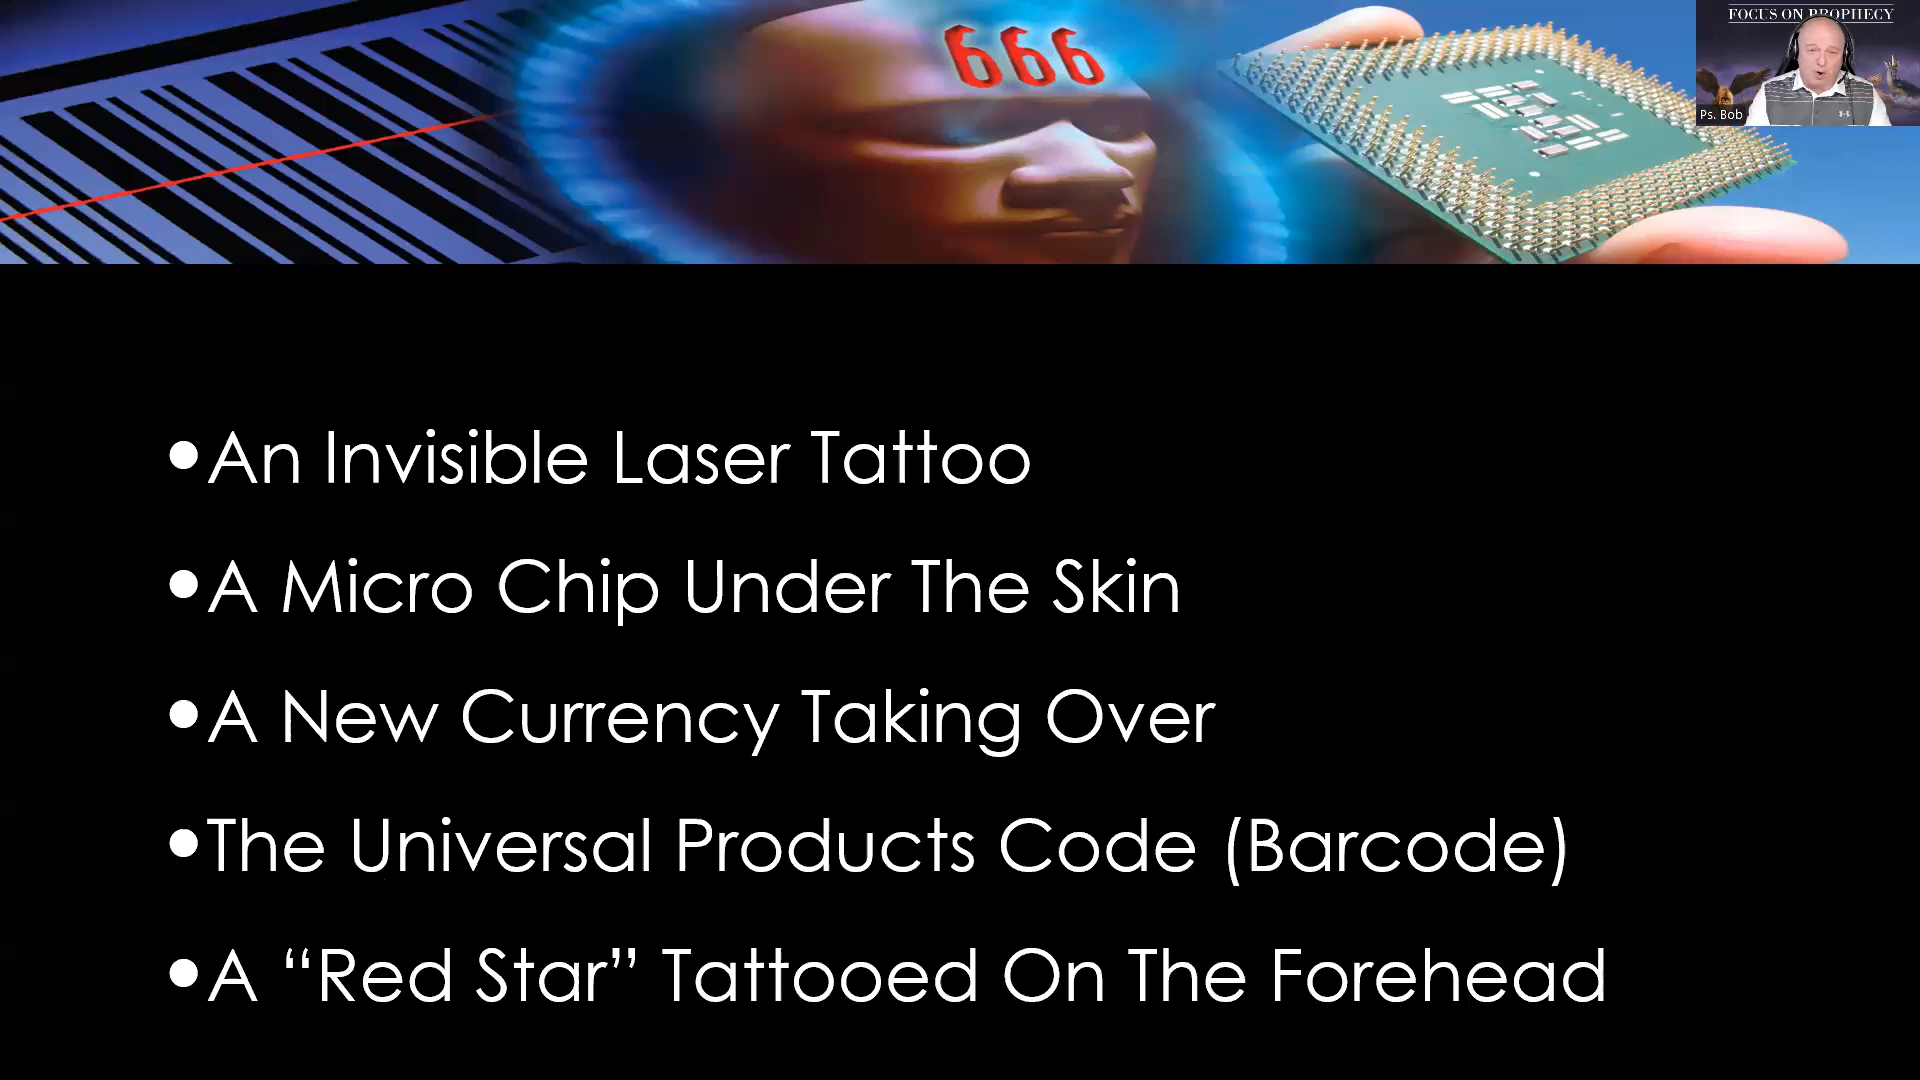 666
FOCUS ON PROPHECY
Ps. Bob
•An Invisible Laser Tattoo
•A Micro Chip Under The Skin
•A New Currency Taking Over
•The Universal Products Code (Barcode)
•A “Red Star” Tattooed On The Forehead